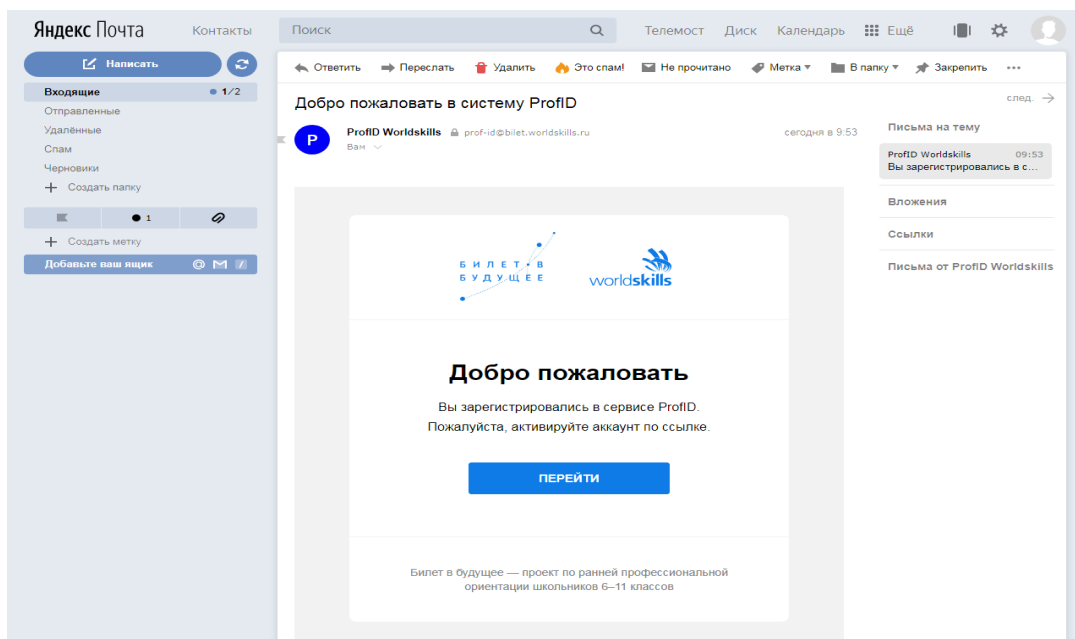 Яндекс Почта
Контакты
Поиск
Телемост Диск Календарь Ещё
Написать
Ответить Переслать Удалить Это спам! Не прочитано Метка В папку Закрепить
Входящие 1/2
Отправленные
Удалённые
Спам
Черновики
Создать папку
1
Создать метку
Добавьте ваш ящик
Добро пожаловать в систему ProfID
след.
P
ProfID Worldskills prof-id@bilet.worldskills.ru сегодня в 9:53
Вам
БИЛЕТ В
БУДУЩЕЕ
worldskills
Добро пожаловать
Вы зарегистрировались в сервисе ProfID.
Пожалуйста, активируйте аккаунт по ссылке.
ПЕРЕЙТИ
Билет в будущее — проект по ранней профессиональной
ориентации школьников 6–11 классов
Письма на тему
ProfID Worldskills 09:53
Вы зарегистрировались в с...
Вложения
Ссылки
Письма от ProfID Worldskills